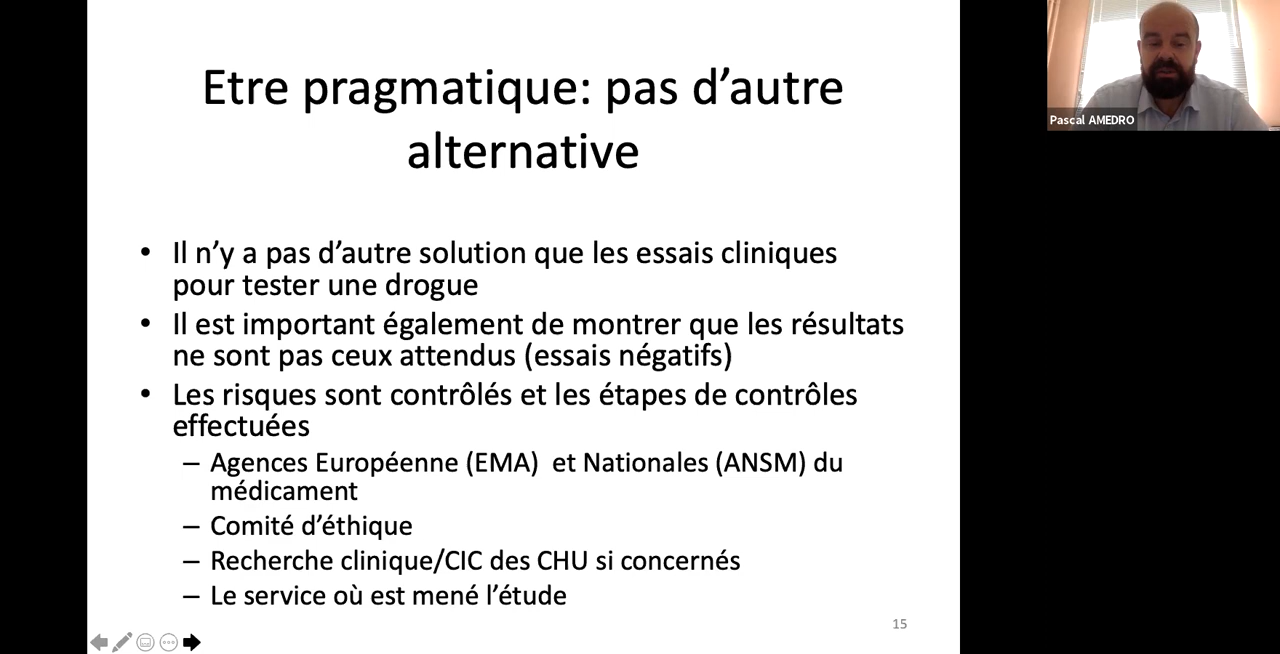 Etre pragmatique: pas d’autre
alternative
• Il n’y a pas d’autre solution que les essais cliniques
pour tester une drogue
• Il est important également de montrer que les résultats
ne sont pas ceux attendus (essais négatifs)
• Les risques sont contrôlés et les étapes de contrôles
effectuées
– Agences Européenne (EMA) et Nationales (ANSM) du
médicament
– Comité d’éthique
– Recherche clinique/CIC des CHU si concernés
– Le service où est mené l’étude
15
Pascal AMEDRO